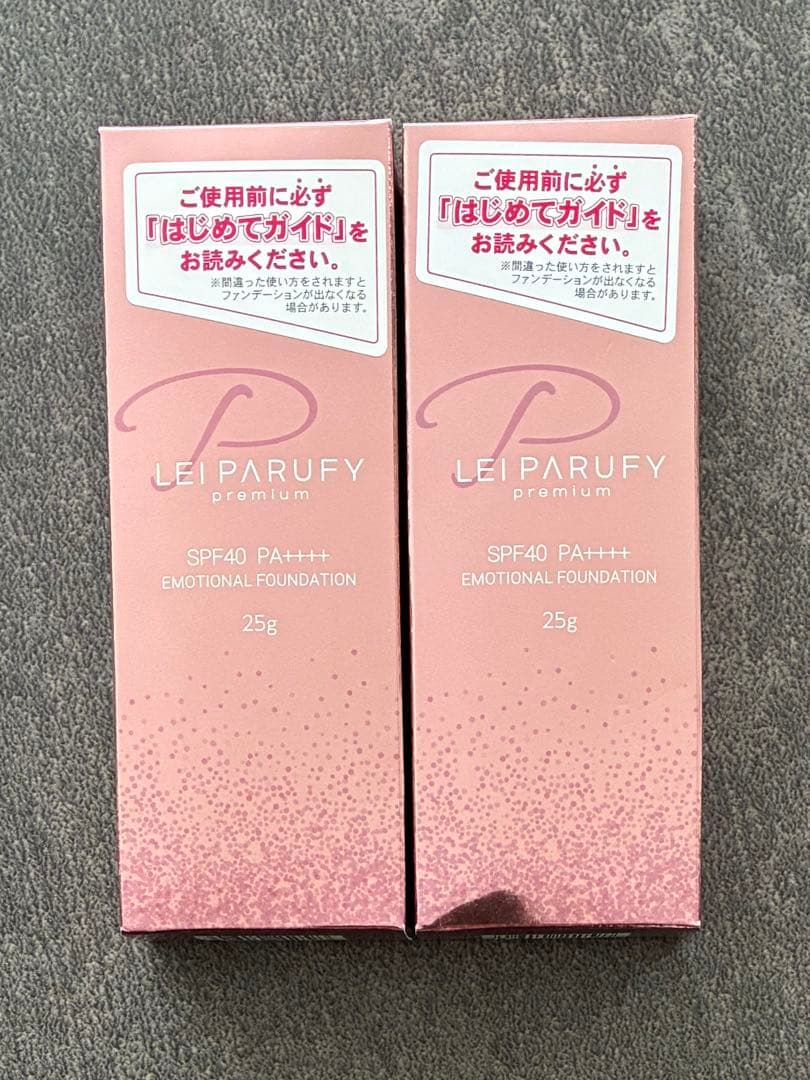 ご使用前に必ず
「はじめてガイド」を
お読みください。
※間違った使い方をされますと
ファンデーションが出なくなる
場合があります。
P
LEI PARUFY
premium
SPF40 PA++++
EMOTIONAL FOUNDATION
25g
ご使用前に必ず
「はじめてガイド」を
お読みください。
※間違った使い方をされますと
ファンデーションが出なくなる
場合があります。
P
LEI PARUFY
premium
SPF40 PA++++
EMOTIONAL FOUNDATION
25g